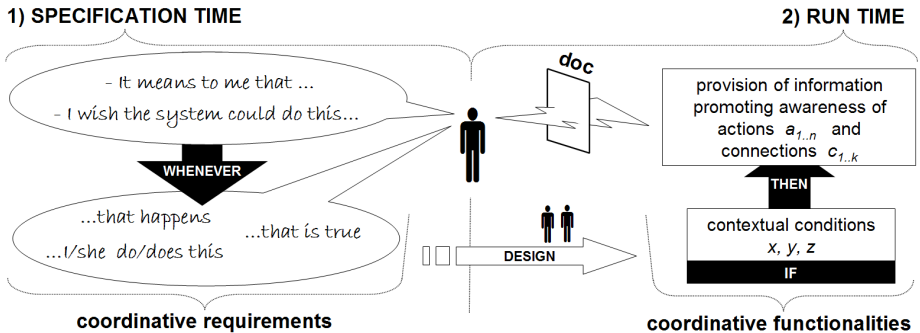 1) SPECIFICATION TIME
2) RUN TIME
- It means to me that ...
- I wish the system could do this...
WHENEVER
...that happens
...that is true
...I/she do/does this
coordinative requirements
doc
DESIGN
provision of information
promoting awareness of
actions a1..n and
connections c1..k
THEN
contextual conditions
x, y, z
IF
coordinative functionalities